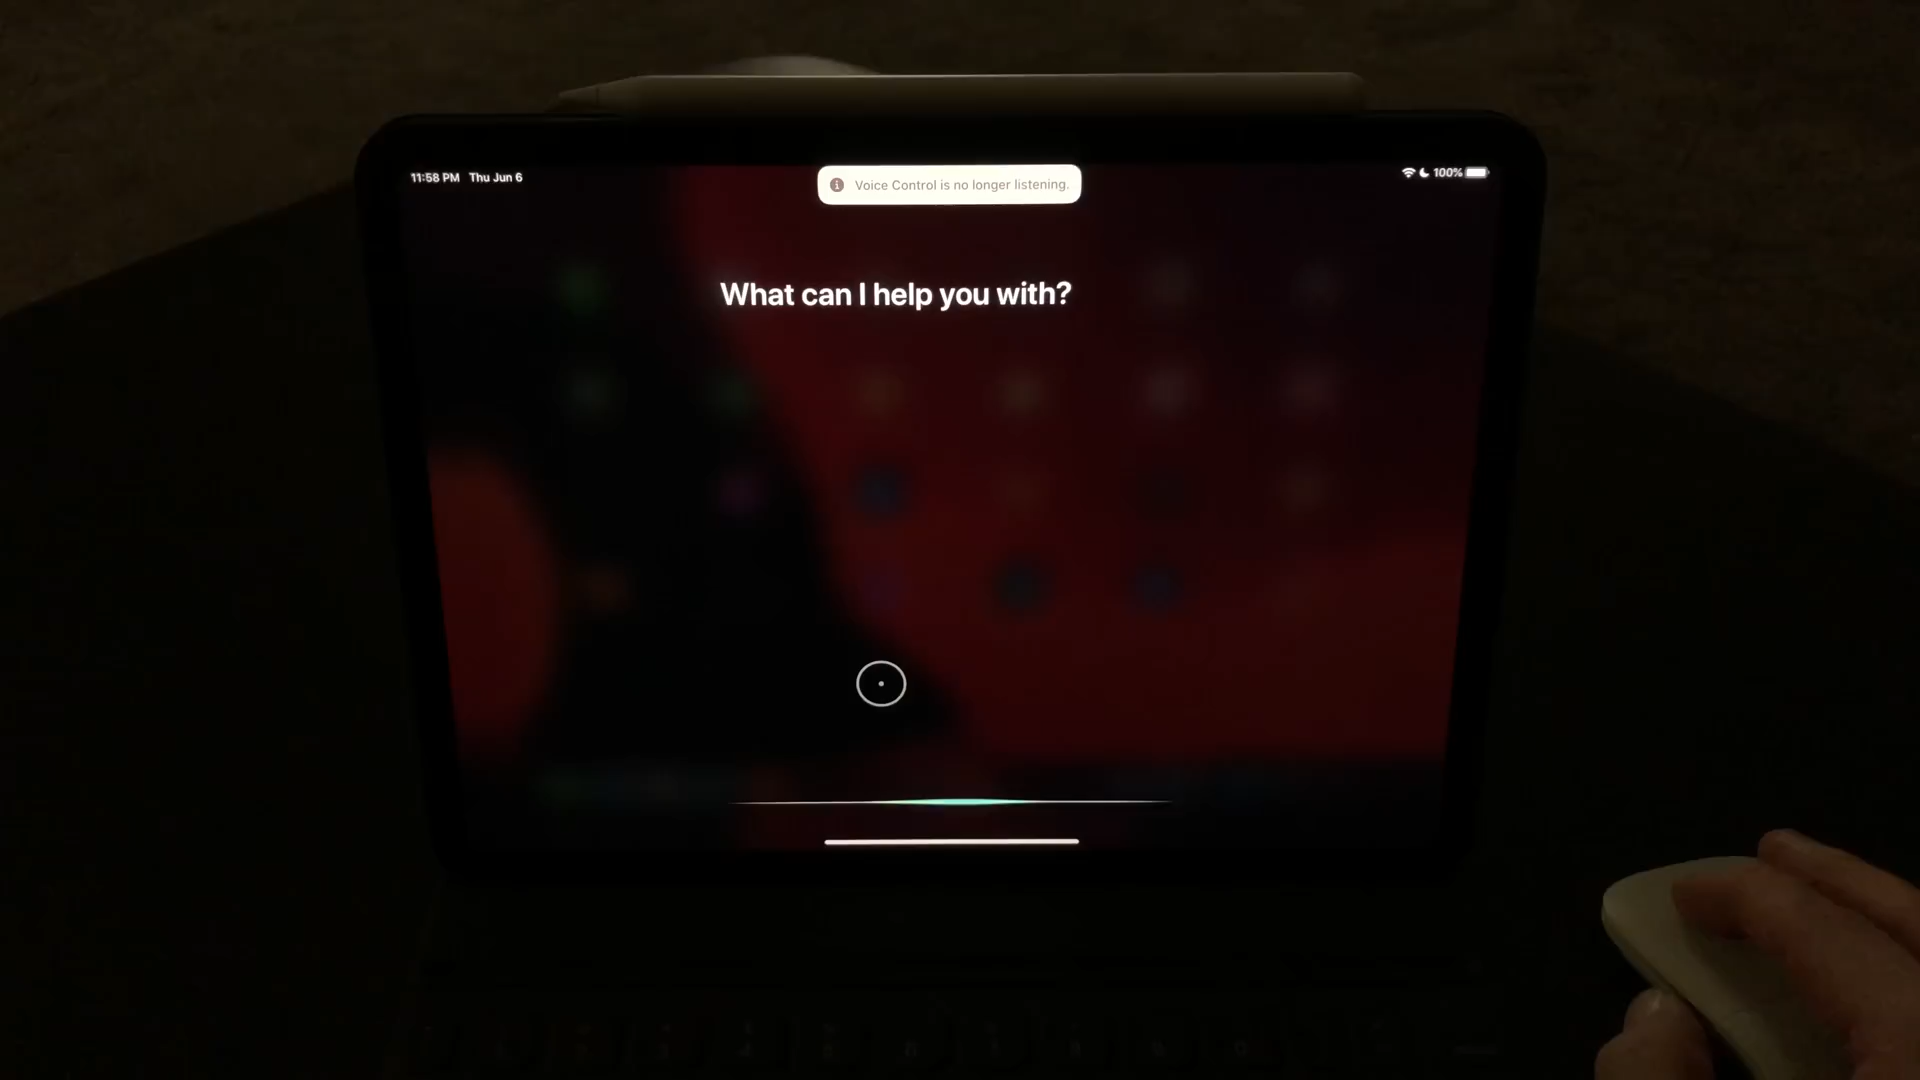 11:58 PM Thu Jun 6
Voice Control is no longer listening.
100%
What can I help you with?